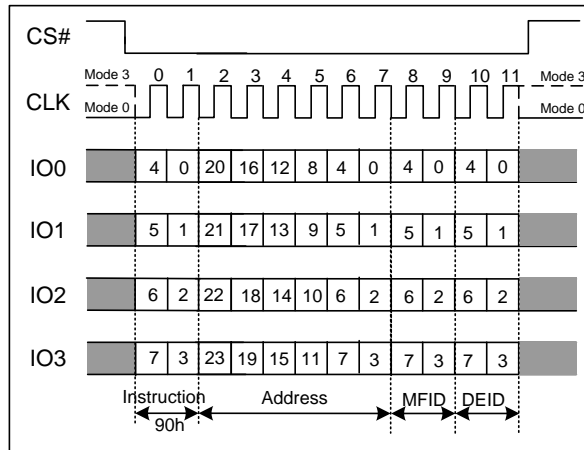 CS#
Mode 3 0 1 2 3 4 5 6 7 8 9 10 11 Mode 3
CLK
Mode 0 Mode 0
IO0 4 0 20 16 12 8 4 0 4 0 4 0
IO1 5 1 21 17 13 9 5 1 5 1 5 1
IO2 6 2 22 18 14 10 6 2 6 2 6 2
IO3 7 3 23 19 15 11 7 3 7 3 7 3
Instruction Address MFID DEID
90h